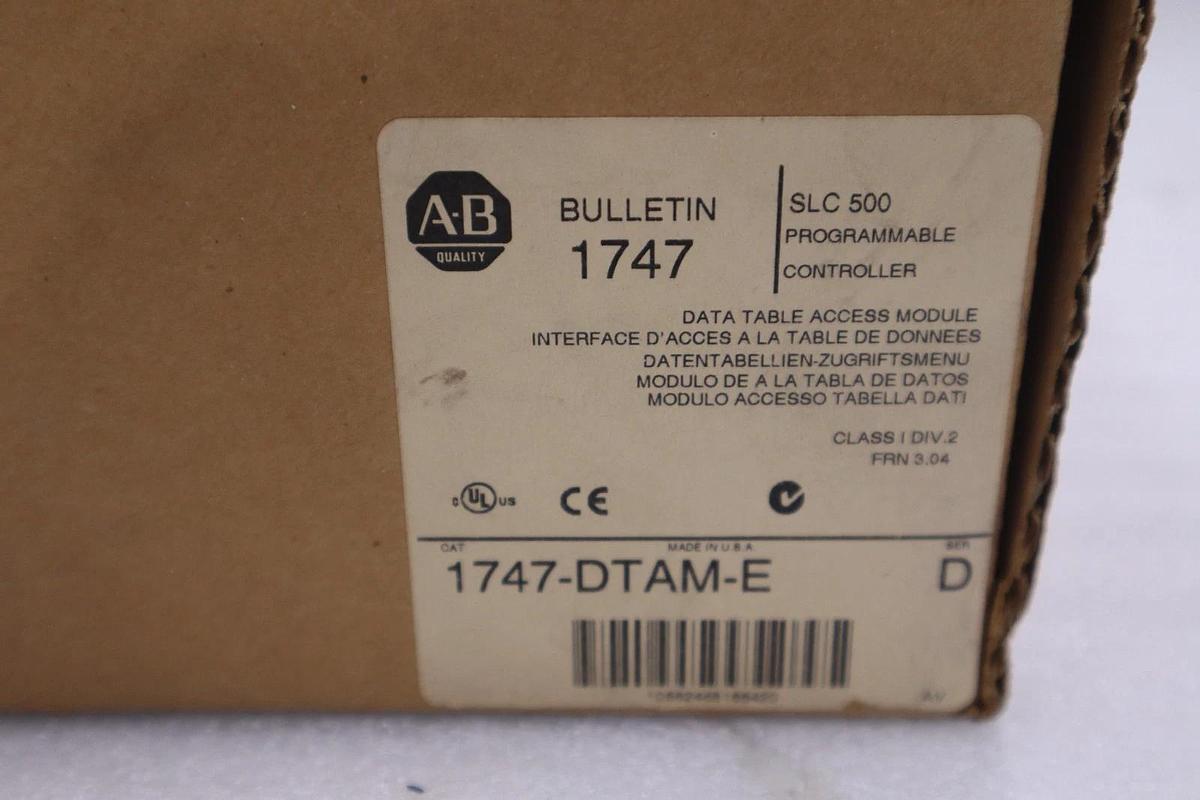 A-B
QUALITY
BULLETIN
1747
SLC 500
PROGRAMMABLE
CONTROLLER
DATA TABLE ACCESS MODULE
INTERFACE D'ACCES A LA TABLE DE DONNEES
DATENTABELLIEN-ZUGRIFTSMENU
MODULO DE A LA TABLA DE DATOS
MODULO ACCESSO TABELLA DATI
CLASS I DIV.2
FRN 3.04
c UL US
CE
CAT MADE IN U.S.A. SER
1747-DTAM-E D